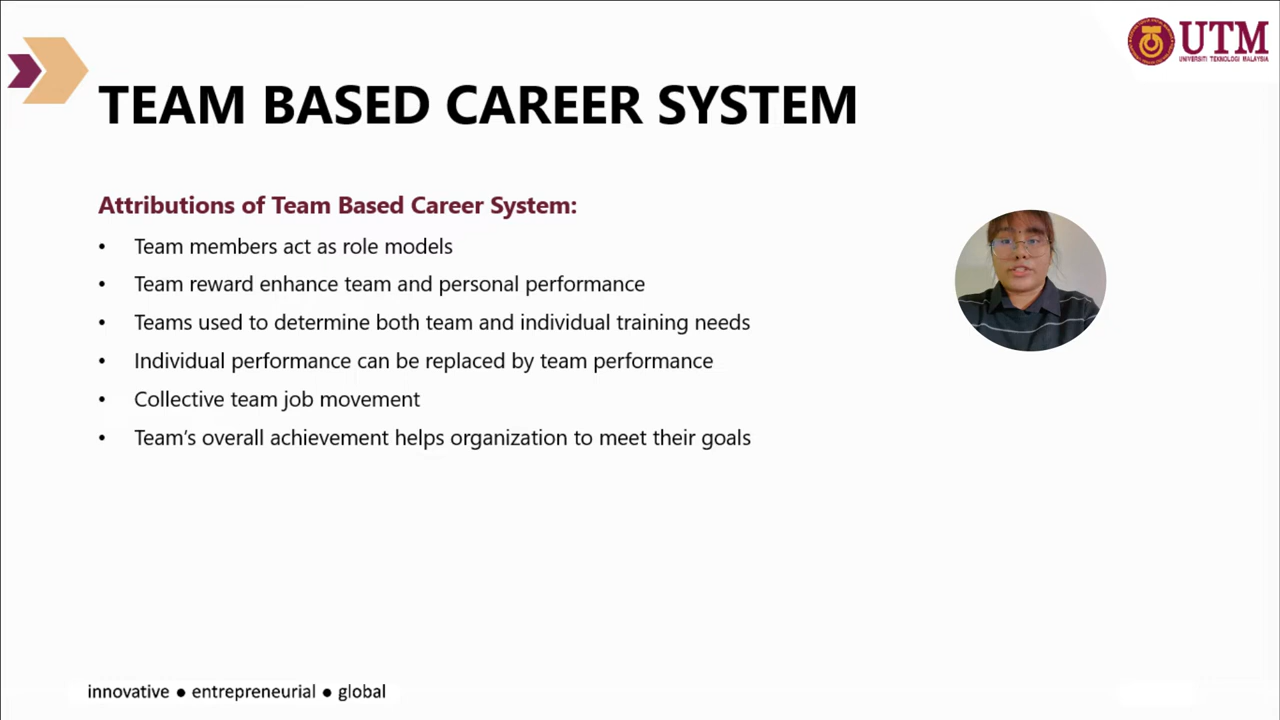 UTM
UNIVERSITI TEKNOLOGI MALAYSIA
TEAM BASED CAREER SYSTEM
Attributions of Team Based Career System:
• Team members act as role models
• Team reward enhance team and personal performance
• Teams used to determine both team and individual training needs
• Individual performance can be replaced by team performance
• Collective team job movement
• Team's overall achievement helps organization to meet their goals
innovative ● entrepreneurial ● global